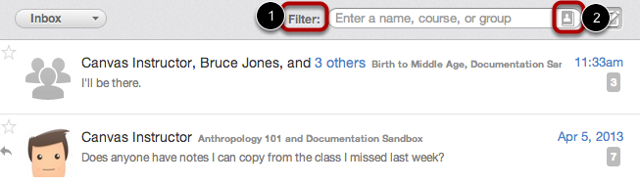 Inbox 1 Filter: Enter a name, course, or group 2
Canvas Instructor, Bruce Jones, and 3 others Birth to Middle Age, Documentation Sar 11:33am
I'll be there. 3
Canvas Instructor Anthropology 101 and Documentation Sandbox Apr 5, 2013
Does anyone have notes I can copy from the class I missed last week? 7